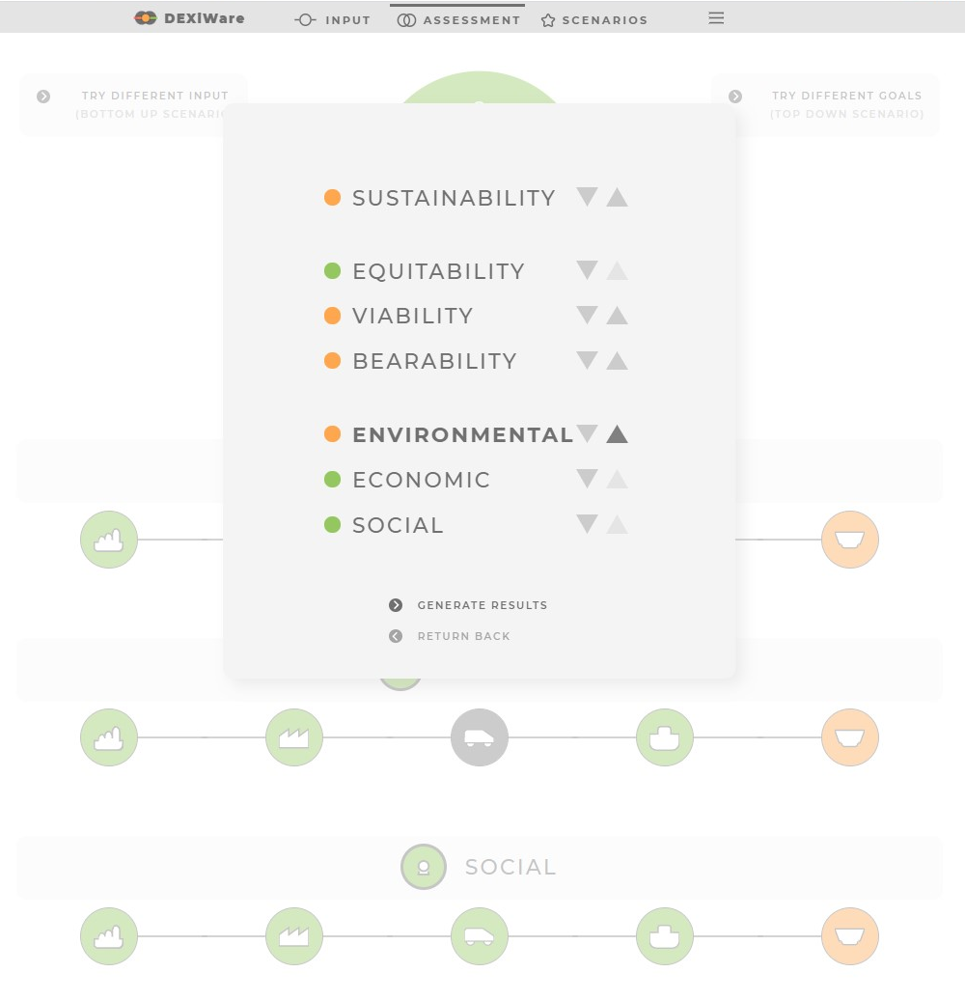 DEXiWare
INPUT
ASSESSMENT
SCENARIOS
TRY DIFFERENT INPUT
(BOTTOM UP SCENARI
TRY DIFFERENT GOALS
(TOP DOWN SCENARIO)
SUSTAINABILITY
EQUITABILITY
VIABILITY
BEARABILITY
ENVIRONMENTAL
ECONOMIC
SOCIAL
GENERATE RESULTS
RETURN BACK
SOCIAL